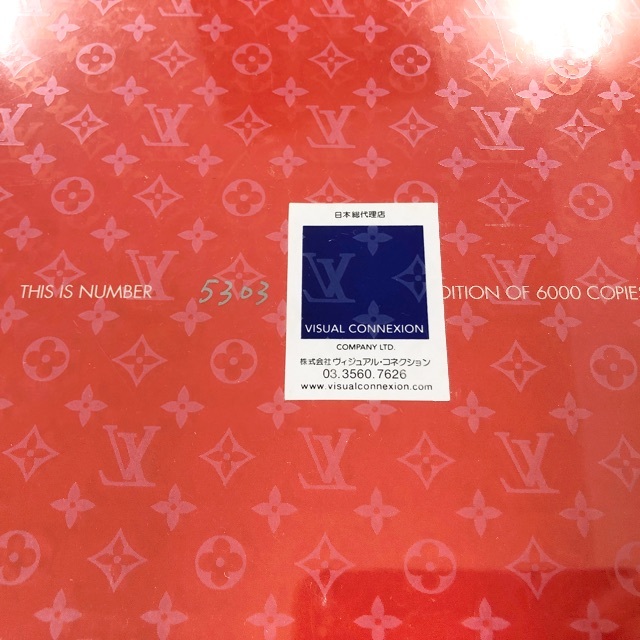 日本総代理店
THIS IS NUMBER 5303 DITION OF 6000 COPIES
VISUAL CONNEXION
COMPANY LTD.
株式会社 ヴィジュアル・コネクション
03.3560.7626
www.visualconnexion.com